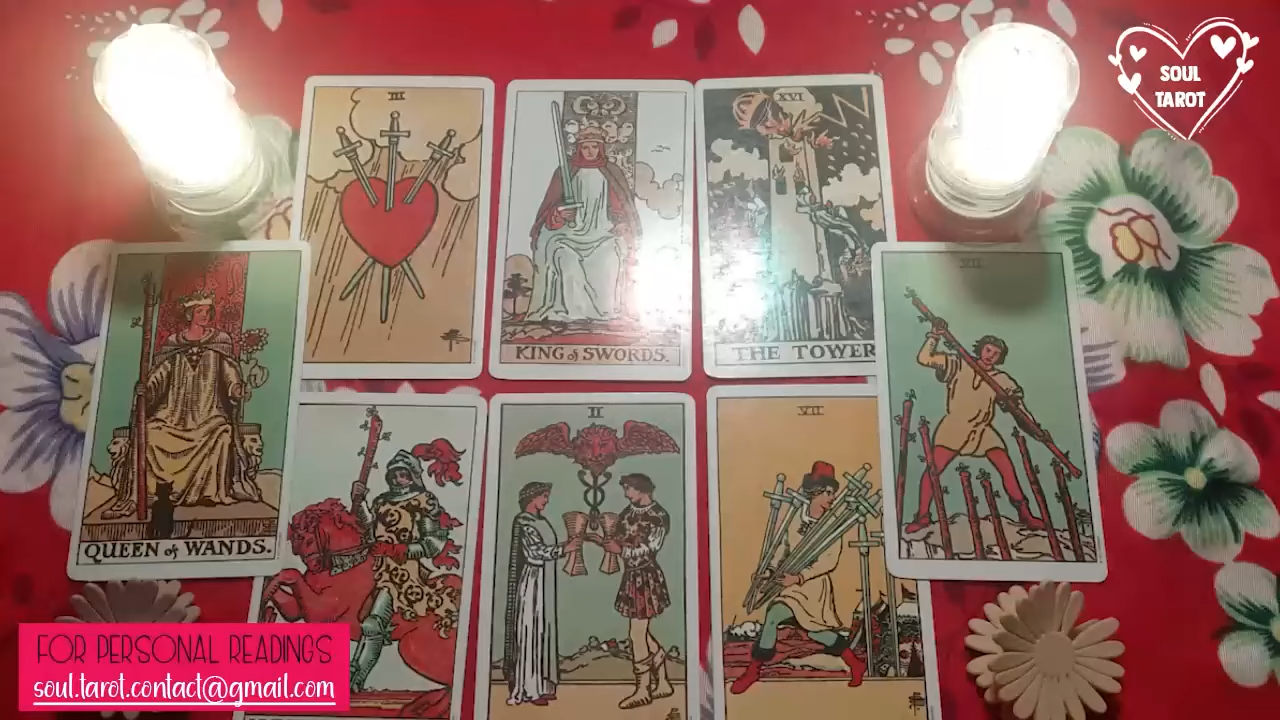 SOUL
TAROT
III
XVI
KING of SWORDS.
THE TOWER
VII
QUEEN of WANDS.
II
VII
FOR PERSONAL READINGS
soul.tarot.contact@gmail.com